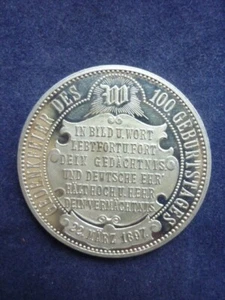 ZUR GEDENKFEIER DES 100 GEBURTSTAGES
W
IN BILD U. WORT
LEBT FORT U FORT
DEIN GEDÄCHTNIS
UND DEUTSCHE EHR
HÄLT HOCH U. HEHR
DEIN VERMÄCHTNIS
22. MÄRZ 1897